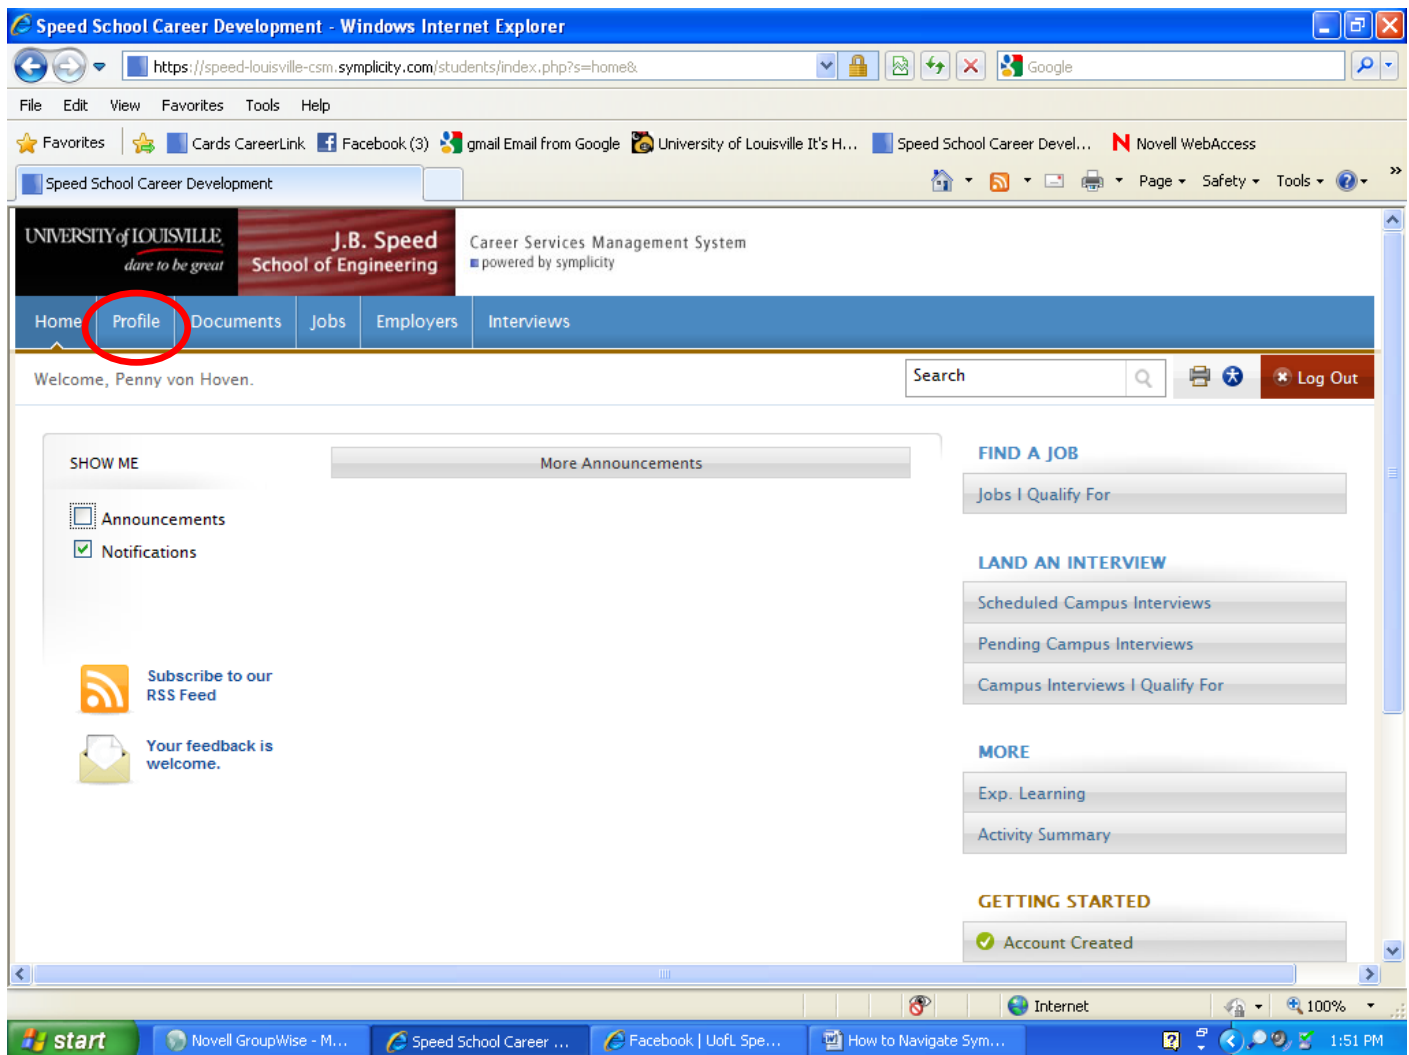 Speed School Career Development - Windows Internet Explorer
https://speed-louisville-csm.symplicity.com/students/index.php?s=home&
Google
File Edit View Favorites Tools Help
Favorites Cards CareerLink Facebook (3) gmail Email from Google University of Louisville It's H... Speed School Career Devel... Novell WebAccess
Speed School Career Development
Page Safety Tools
UNIVERSITY of LOUISVILLE.
dare to be great
J.B. Speed
School of Engineering
Career Services Management System
powered by symplicity
Home Profile Documents Jobs Employers Interviews
Welcome, Penny von Hoven.
Search
Log Out
SHOW ME
More Announcements
Announcements
Notifications
Subscribe to our
RSS Feed
Your feedback is
welcome.
FIND A JOB
Jobs I Qualify For
LAND AN INTERVIEW
Scheduled Campus Interviews
Pending Campus Interviews
Campus Interviews I Qualify For
MORE
Exp. Learning
Activity Summary
GETTING STARTED
Account Created
Internet
100%
start
Novell GroupWise - M...
Speed School Career ...
Facebook | UofL Spe...
How to Navigate Sym...
1:51 PM